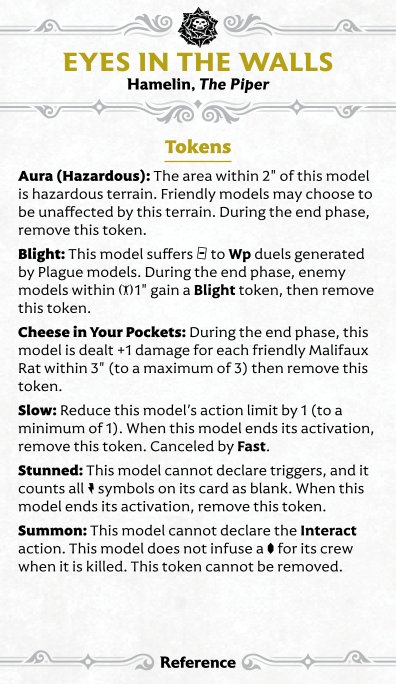 EYES IN THE WALLS
Hamelin, The Piper
Tokens
Aura (Hazardous): The area within 2" of this model
is hazardous terrain. Friendly models may choose to
be unaffected by this terrain. During the end phase,
remove this token.
Blight: This model suffers to Wp duels generated
by Plague models. During the end phase, enemy
models within 1" gain a Blight token, then remove
this token.
Cheese in Your Pockets: During the end phase, this
model is dealt +1 damage for each friendly Malifaux
Rat within 3" (to a maximum of 3) then remove this
token.
Slow: Reduce this model's action limit by 1 (to a
minimum of 1). When this model ends its activation,
remove this token. Canceled by Fast.
Stunned: This model cannot declare triggers, and it
counts all symbols on its card as blank. When this
model ends its activation, remove this token.
Summon: This model cannot declare the Interact
action. This model does not infuse a for its crew
when it is killed. This token cannot be removed.
Reference